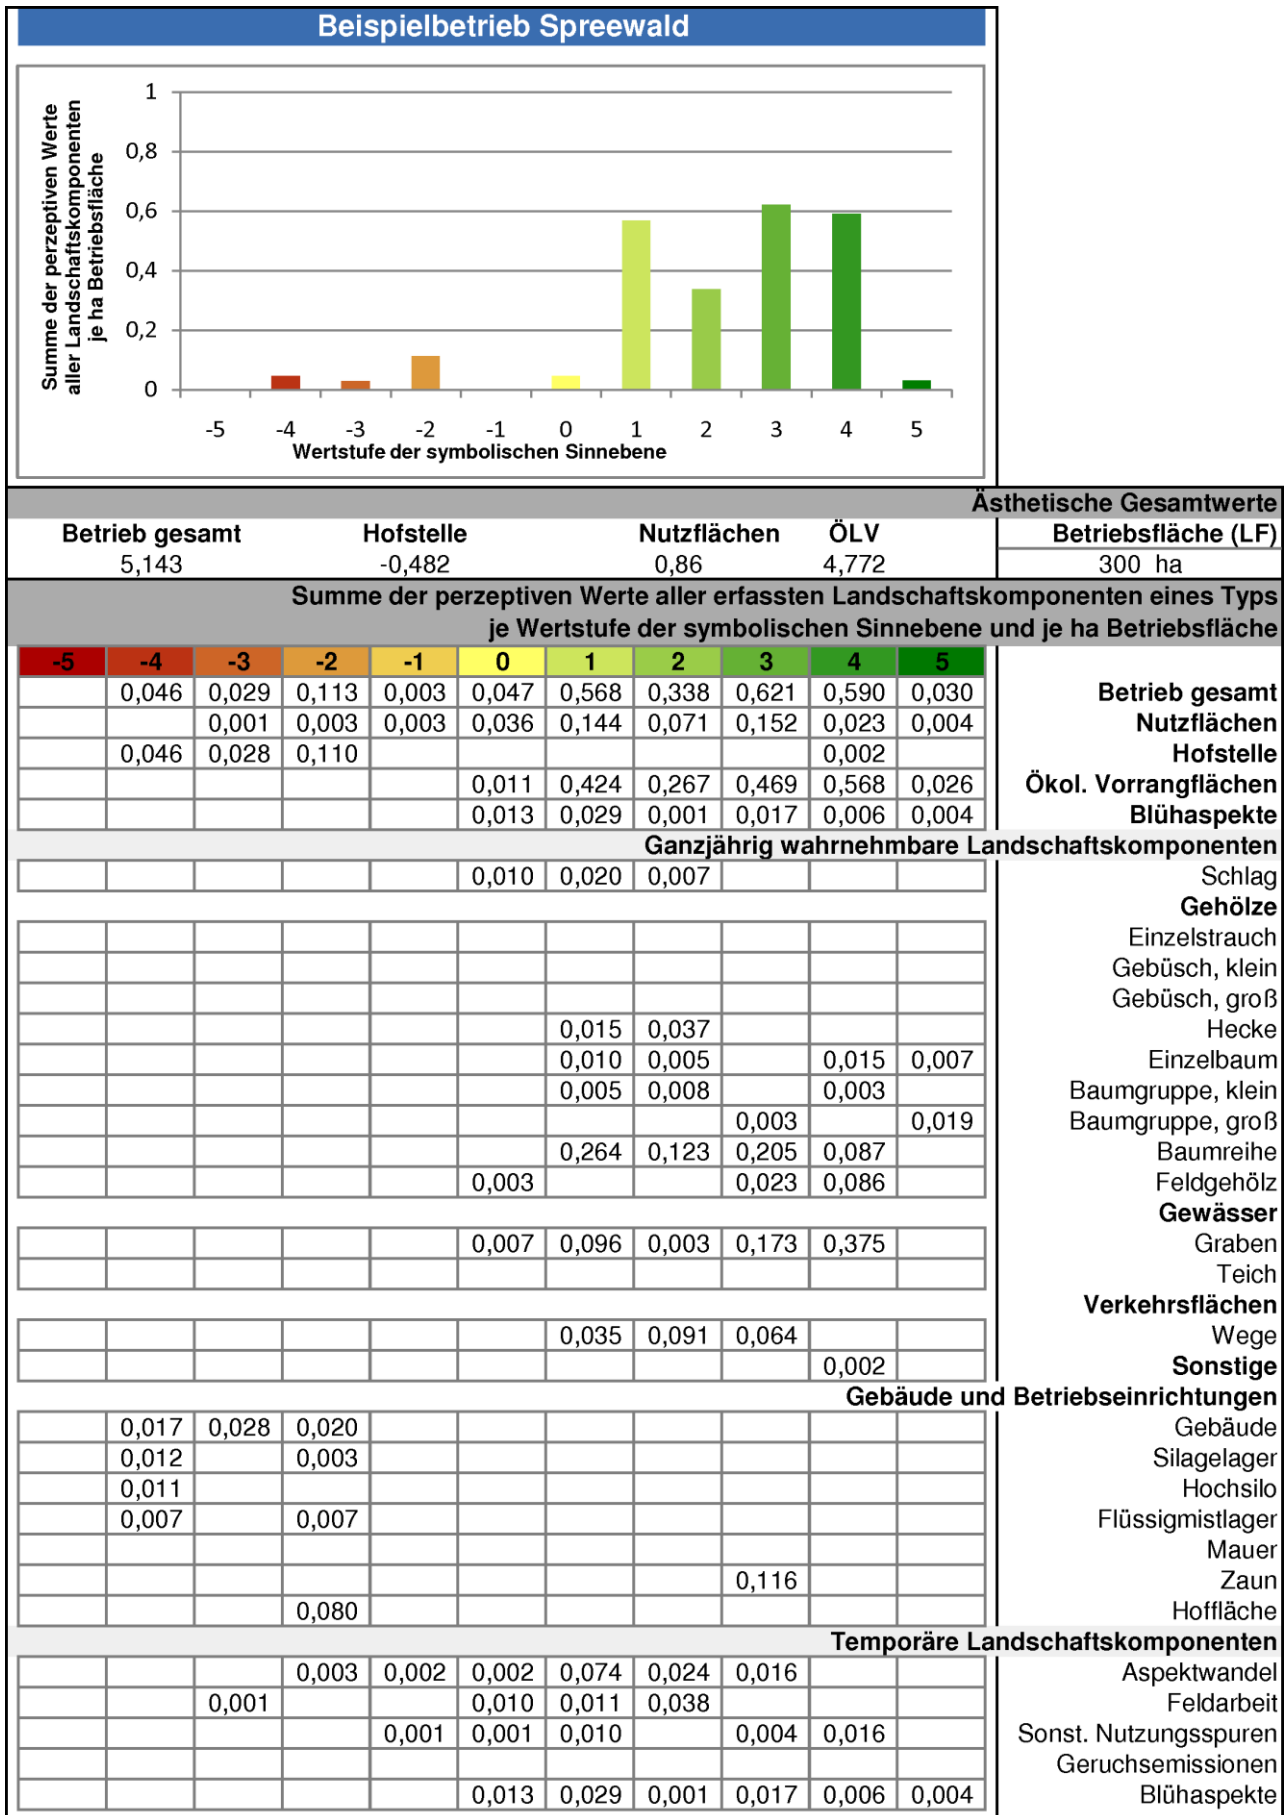 Beispielbetrieb Spreewald
Summe der perzeptiven Werte
aller Landschaftskomponenten
je ha Betriebsfläche
1
0,8
0,6
0,4
0,2
0
-5 -4 -3 -2 -1 0 1 2 3 4 5
Wertstufe der symbolischen Sinnebene
Ästhetische Gesamtwerte
Betrieb gesamt Hofstelle Nutzflächen ÖLV Betriebsfläche (LF)
5,143 -0,482 0,86 4,772 300 ha
Summe der perzeptiven Werte aller erfassten Landschaftskomponenten eines Typs
je Wertstufe der symbolischen Sinnebene und je ha Betriebsfläche
-5 -4 -3 -2 -1 0 1 2 3 4 5
0,046 0,029 0,113 0,003 0,047 0,568 0,338 0,621 0,590 0,030 Betrieb gesamt
0,001 0,003 0,003 0,036 0,144 0,071 0,152 0,023 0,004 Nutzflächen
0,046 0,028 0,110 0,002 Hofstelle
0,011 0,424 0,267 0,469 0,568 0,026 Ökol. Vorrangflächen
0,013 0,029 0,001 0,017 0,006 0,004 Blühaspekte
Ganzjährig wahrnehmbare Landschaftskomponenten
0,010 0,020 0,007 Schlag
Gehölze
Einzelstrauch
Gebüsch, klein
Gebüsch, groß
0,015 0,037 Hecke
0,010 0,005 0,015 0,007 Einzelbaum
0,005 0,008 0,003 Baumgruppe, klein
0,003 0,019 Baumgruppe, groß
0,264 0,123 0,205 0,087 Baumreihe
0,003 0,023 0,086 Feldgehölz
Gewässer
0,007 0,096 0,003 0,173 0,375 Graben
Teich
Verkehrsflächen
0,035 0,091 0,064 Wege
0,002 Sonstige
Gebäude und Betriebseinrichtungen
0,017 0,028 0,020 Gebäude
0,012 0,003 Silagelager
0,011 Hochsilo
0,007 0,007 Flüssigmistlager
Mauer
0,116 Zaun
0,080 Hoffläche
Temporäre Landschaftskomponenten
0,003 0,002 0,002 0,074 0,024 0,016 Aspektwandel
0,001 0,010 0,011 0,038 Feldarbeit
0,001 0,001 0,010 0,004 0,016 Sonst. Nutzungsspuren
Geruchsemissionen
0,013 0,029 0,001 0,017 0,006 0,004 Blühaspekte